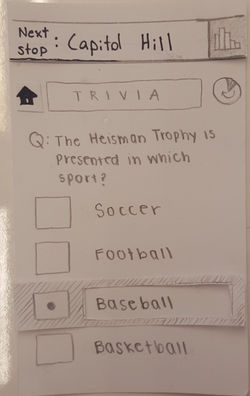 Next
stop : Capitol Hill
TRIVIA
Q: The Heisman Trophy is
presented in which
sport?
Soccer
Football
Baseball
Basketball